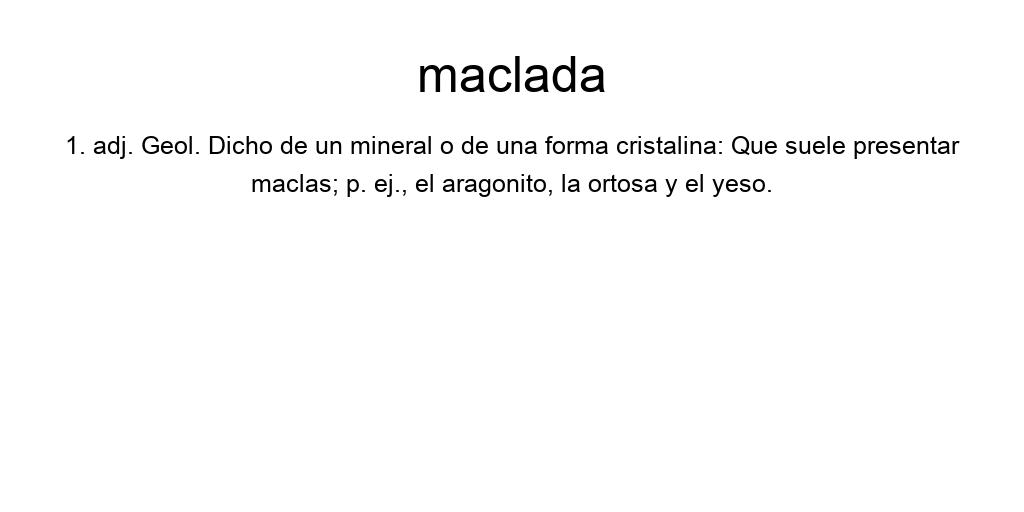 maclada
1. adj. Geol. Dicho de un mineral o de una forma cristalina: Que suele presentar
maclas; p. ej., el aragonito, la ortosa y el yeso.